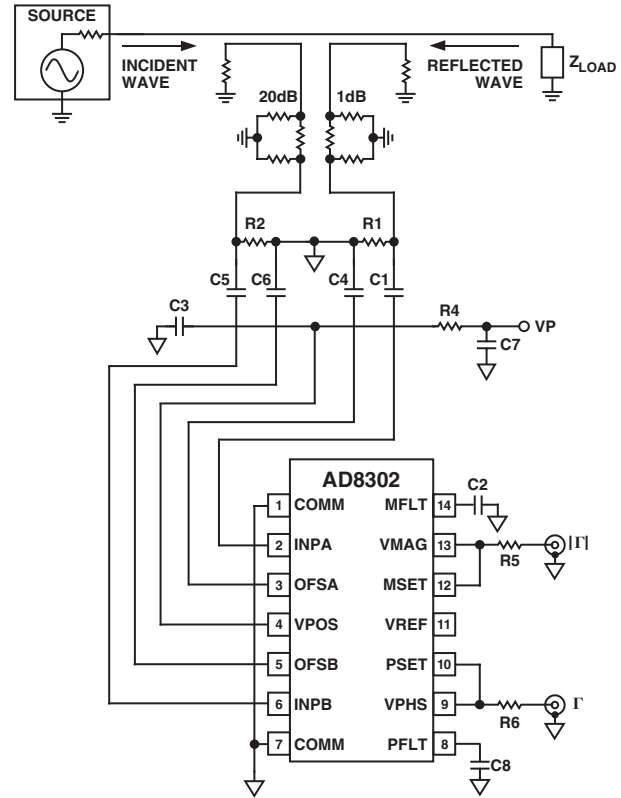 SOURCE
INCIDENT
WAVE
REFLECTED
WAVE
ZLOAD
20dB
1dB
R2
R1
C5
C6
C4
C1
C3
R4
VP
C7
AD8302
1 COMM
MFLT 14
C2
2 INPA
VMAG 13
R5
|Γ|
3 OFSA
MSET 12
4 VPOS
VREF 11
5 OFSB
PSET 10
6 INPB
VPHS 9
R6
Γ
7 COMM
PFLT 8
C8